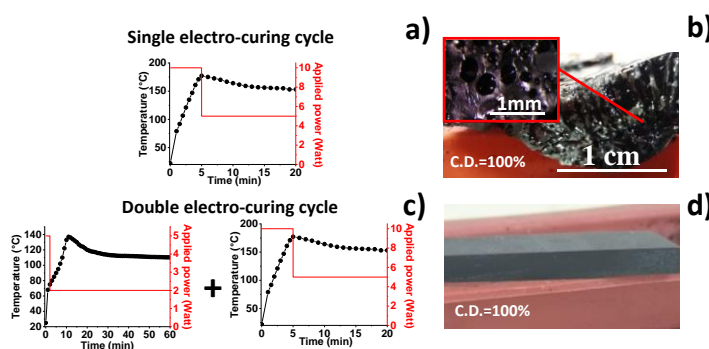 Single electro-curing cycle
a)
b)
Temperature (°C)
200
150
100
50
0 5 10 15 20
Time (min)
10
8
6
4
2
0
Applied power (Watt)
1mm
C.D.=100%
1 cm
Double electro-curing cycle
c)
d)
Temperature (°C)
140
120
100
80
60
40
20
0 10 20 30 40 50 60
Time (min)
5
4
3
2
1
0
Applied power (Watt)
+
Temperature (°C)
200
150
100
50
0 5 10 15 20
Time (min)
10
8
6
4
2
0
Applied power (Watt)
C.D.=100%